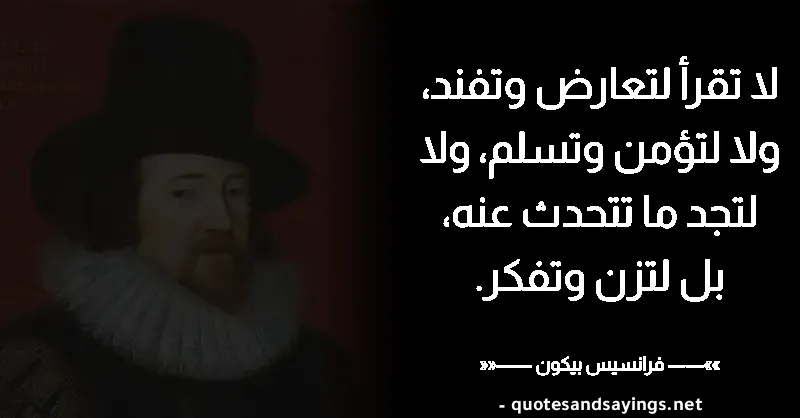 لا تقرأ لتعارض وتفند،
ولا لتؤمن وتسلم، ولا
لتجد ما تتحدث عنه،
بل لتزن وتفكر.
»»—— فرانسيس بيكون ——««
- quotesandsayings.net